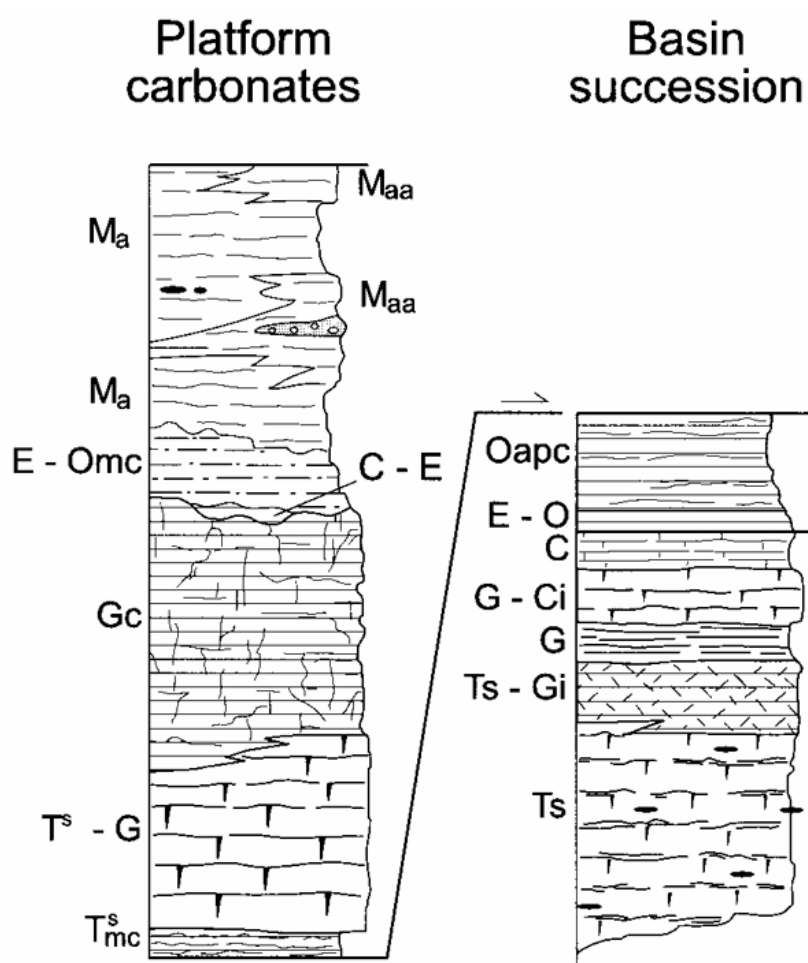 Platform
carbonates
Basin
succession
Maa
Ma
Maa
Ma
E - Omc
C - E
Gc
Ts - G
Tsmc
Oapc
E - O
C
G - Ci
G
Ts - Gi
Ts